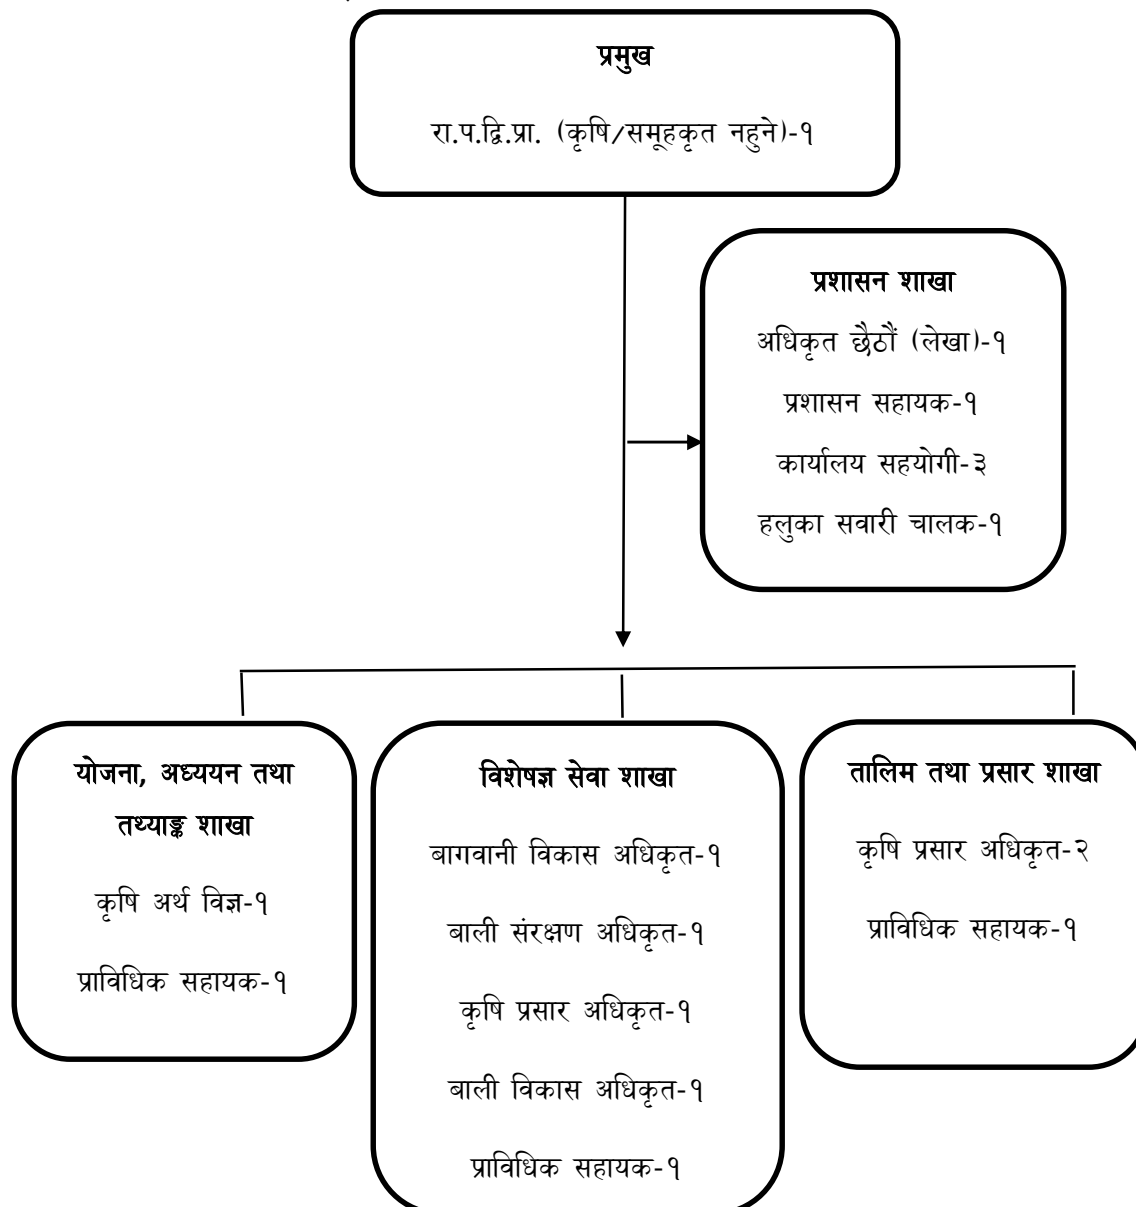 प्रमुख
रा.प.द्वि.प्रा. (कृषि/समूहकृत नहुने)-१
प्रशासन शाखा
अधिकृत छैठौं (लेखा)-१
प्रशासन सहायक-१
कार्यालय सहयोगी-३
हलुका सवारी चालक-१
योजना, अध्ययन तथा
तथ्याङ्क शाखा
कृषि अर्थ विज्ञ-१
प्राविधिक सहायक-१
विशेषज्ञ सेवा शाखा
बागवानी विकास अधिकृत-१
बाली संरक्षण अधिकृत-१
कृषि प्रसार अधिकृत-१
बाली विकास अधिकृत-१
प्राविधिक सहायक-१
तालिम तथा प्रसार शाखा
कृषि प्रसार अधिकृत-२
प्राविधिक सहायक-१